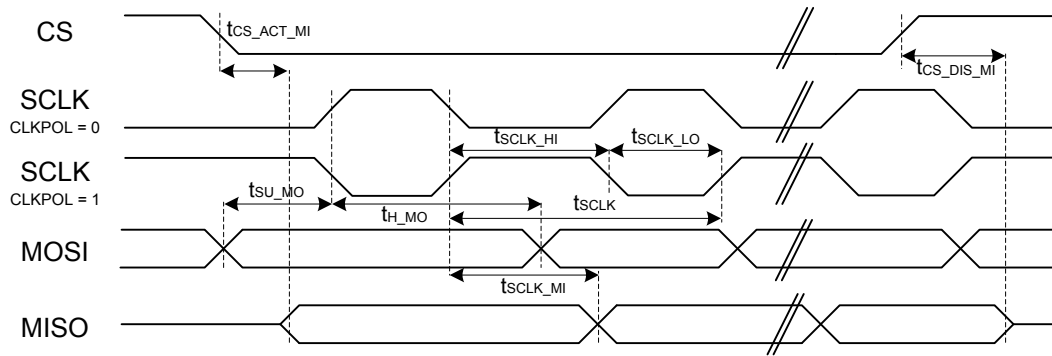 CS
tCS_ACT_MI
tCS_DIS_MI
SCLK
CLKPOL = 0
tSCLK_HI
tSCLK_LO
SCLK
CLKPOL = 1
tSU_MO
tH_MO
tSCLK
MOSI
tSCLK_MI
MISO